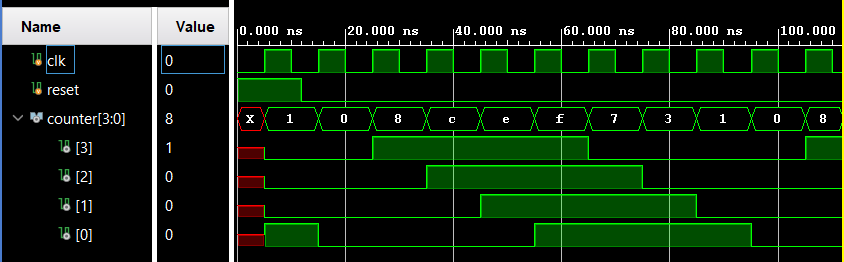 Name Value 0.000 ns 20.000 ns 40.000 ns 60.000 ns 80.000 ns 100.000
clk 0
reset 0
counter[3:0] 8 X 1 0 8 c e f 7 3 1 0 8
[3] 1
[2] 0
[1] 0
[0] 0